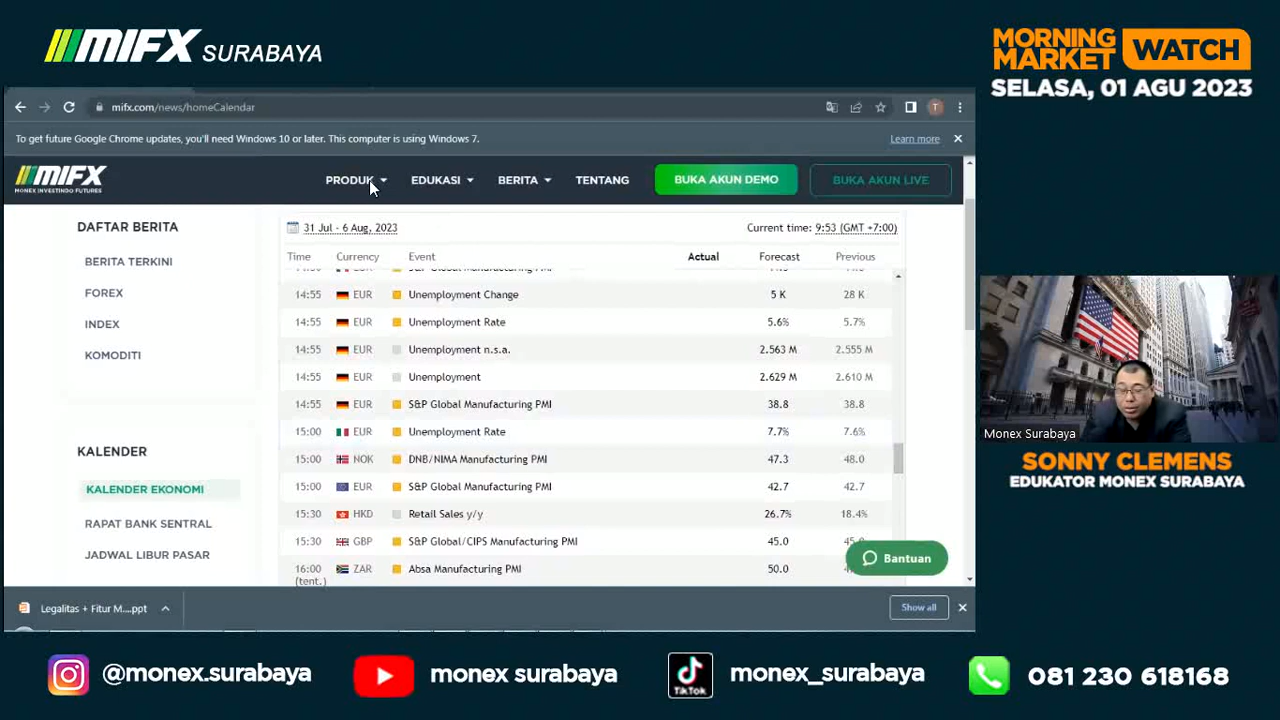 MIFX SURABAYA
MORNING MARKET WATCH
SELASA, 01 AGU 2023
mifx.com/news/homeCalendar
T
To get future Google Chrome updates, you'll need Windows 10 or later. This computer is using Windows 7.
Learn more
MIFX
MONEX INVESTINDO FUTURES
PRODUK
EDUKASI
BERITA
TENTANG
BUKA AKUN DEMO
BUKA AKUN LIVE
DAFTAR BERITA
BERITA TERKINI
FOREX
INDEX
KOMODITI
KALENDER
KALENDER EKONOMI
RAPAT BANK SENTRAL
JADWAL LIBUR PASAR
31 Jul - 6 Aug, 2023
Current time: 9:53 (GMT +7:00)
Time Currency Event Actual Forecast Previous
14:55 EUR Unemployment Change 5 K 28 K
14:55 EUR Unemployment Rate 5.6% 5.7%
14:55 EUR Unemployment n.s.a. 2.563 M 2.555 M
14:55 EUR Unemployment 2.629 M 2.610 M
14:55 EUR S&P Global Manufacturing PMI 38.8 38.8
15:00 EUR Unemployment Rate 7.7% 7.6%
15:00 NOK DNB/NIMA Manufacturing PMI 47.3 48.0
15:00 EUR S&P Global Manufacturing PMI 42.7 42.7
15:30 HKD Retail Sales y/y 26.7% 18.4%
15:30 GBP S&P Global/CIPS Manufacturing PMI 45.0
16:00 ZAR Absa Manufacturing PMI 50.0
(tent.)
Bantuan
Legalitas + Fitur M....ppt
Show all
Monex Surabaya
SONNY CLEMENS
EDUKATOR MONEX SURABAYA
@monex.surabaya
monex surabaya
TikTok
monex_surabaya
081 230 618168